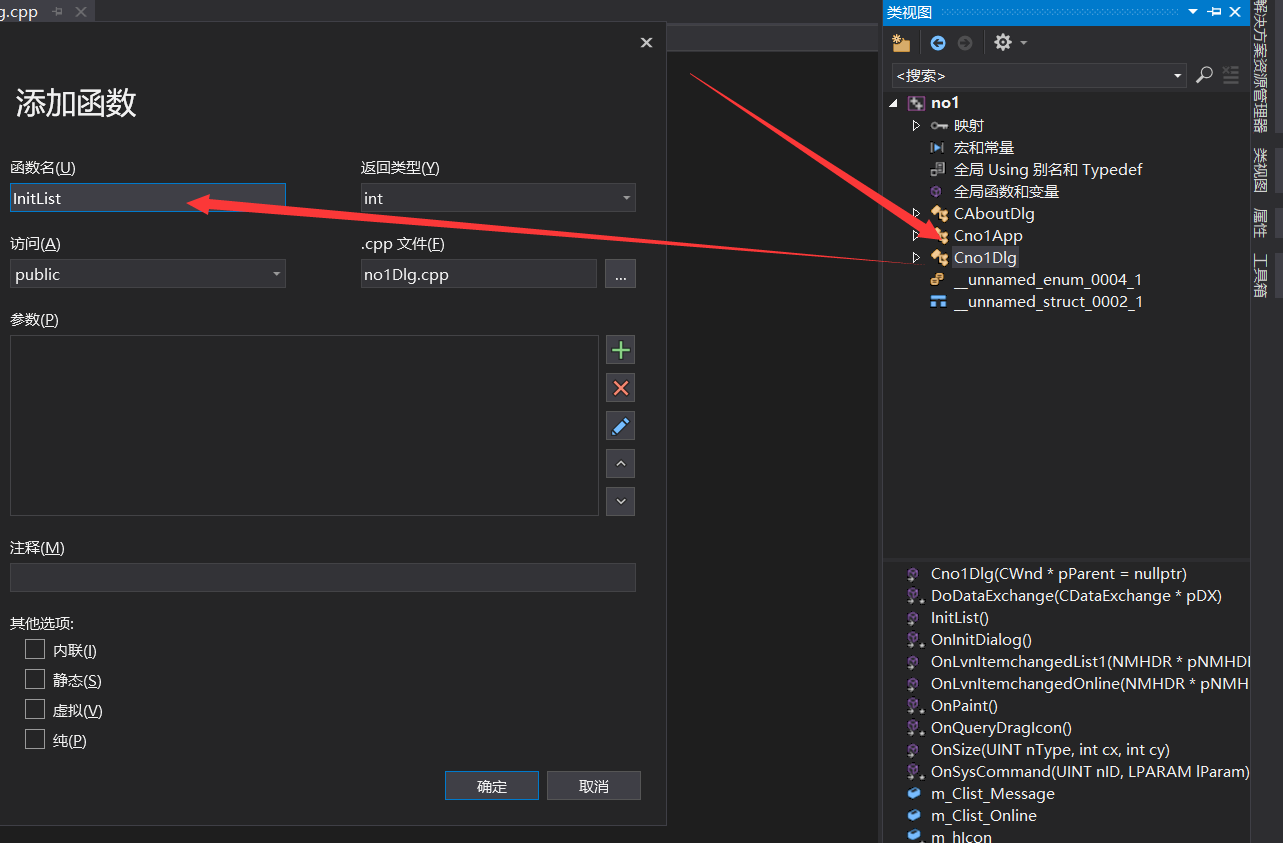 g.cpp
添加函数
函数名(U)
返回类型(Y)
InitList
int
访问(A)
.cpp 文件(F)
public
no1Dlg.cpp
...
参数(P)
注释(M)
其他选项:
内联(I)
静态(S)
虚拟(V)
纯(P)
确定
取消
类视图
<搜索>
no1
映射
宏和常量
全局 Using 别名和 Typedef
全局函数和变量
CAboutDlg
Cno1App
Cno1Dlg
__unnamed_enum_0004_1
__unnamed_struct_0002_1
Cno1Dlg(CWnd * pParent = nullptr)
DoDataExchange(CDataExchange * pDX)
InitList()
OnInitDialog()
OnLvnItemchangedList1(NMHDR * pNMHD
OnLvnItemchangedOnline(NMHDR * pNMH
OnPaint()
OnQueryDragIcon()
OnSize(UINT nType, int cx, int cy)
OnSysCommand(UINT nID, LPARAM lParam)
m_Clist_Message
m_Clist_Online
m_hIcon
解决方案资源管理器
类视图
属性
工具箱